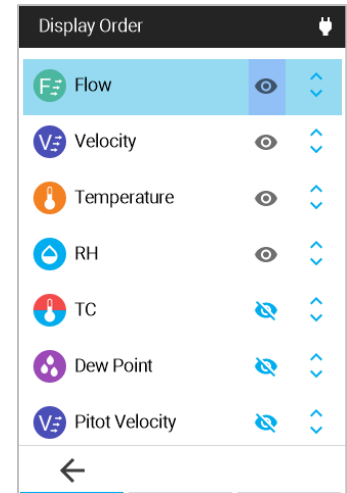 Display Order
F Flow
V Velocity
Temperature
RH
TC
Dew Point
V Pitot Velocity